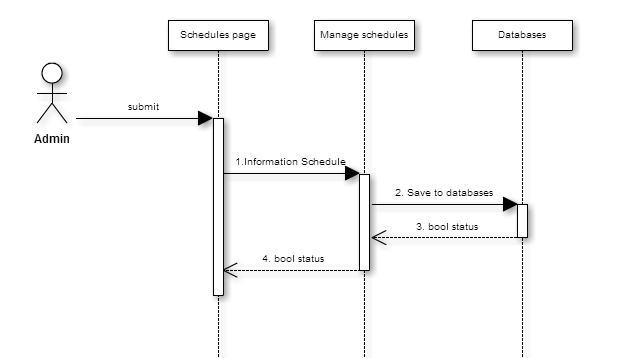 Schedules page
Manage schedules
Databases
submit
Admin
1.Information Schedule
2. Save to databases
3. bool status
4. bool status